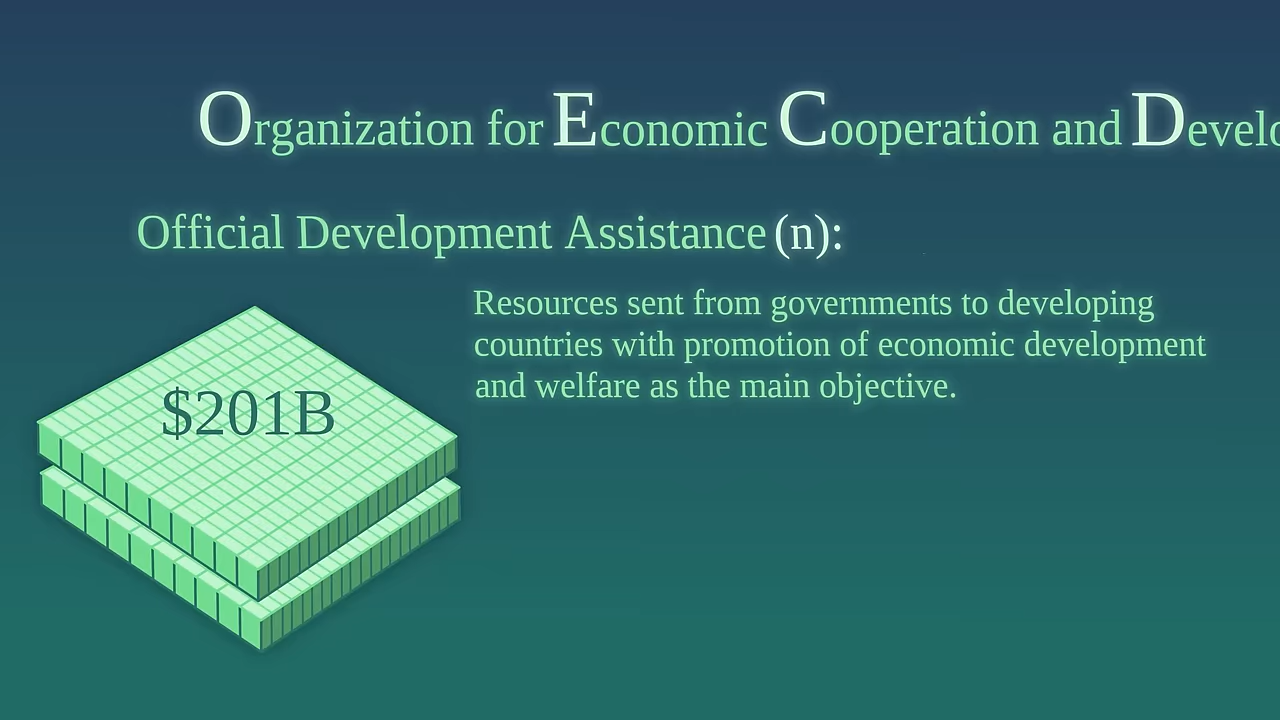 Organization for Economic Cooperation and Develo
Official Development Assistance (n):
Resources sent from governments to developing
countries with promotion of economic development
and welfare as the main objective.
$201B